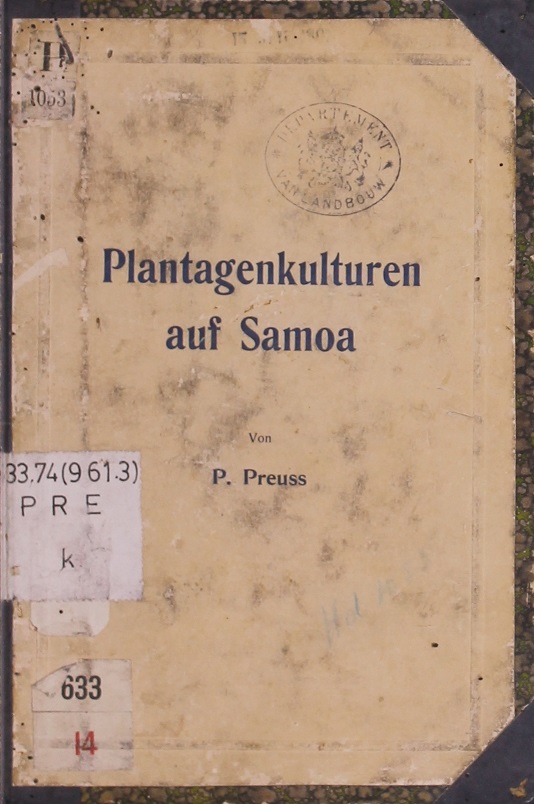 H
1053
DEPARTEMENT
VAN LANDBOUW
Plantagenkulturen
auf Samoa
Von
P. Preuss
33.74(961.3)
PRE
k
633
14